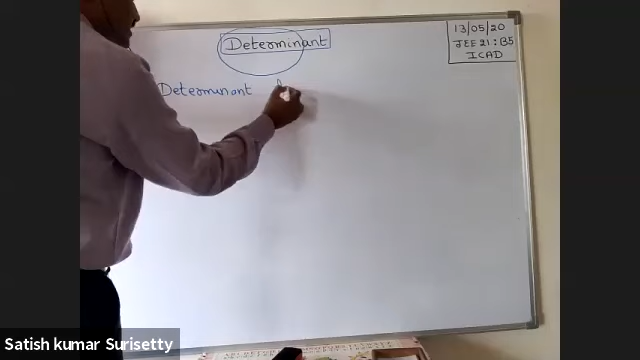 Determinant
13/05/20
JEE 21: B5
ICAD
Determinant
Satish kumar Surisetty